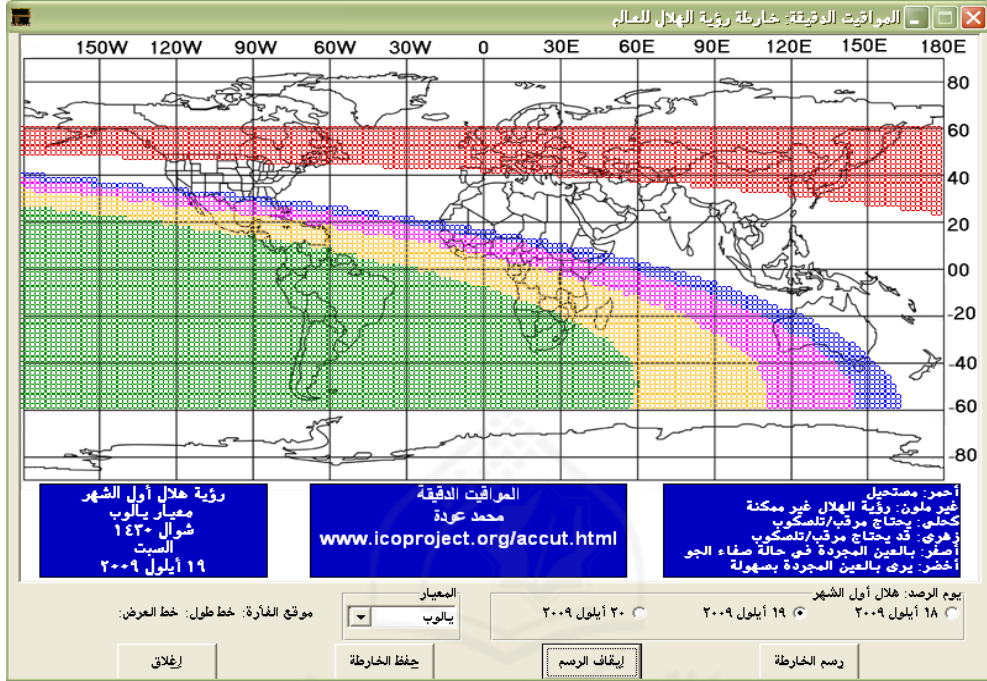 المواقيت الدقيقة: خارطة رؤية الهلال للعالم
150W 120W 90W 60W 30W 0 30E 60E 90E 120E 150E 180E
80
60
40
20
00
-20
-40
-60
-80
أحمر: مستحيل
غير ملون: رؤية الهلال غير ممكنة
كحلي: يحتاج مرقب/تلسكوب
زهري: قد يحتاج مرقب/تلسكوب
أصفر: بالعين المجردة في حالة صفاء الجو
أخضر: يرى بالعين المجردة بسهولة
المواقيت الدقيقة
محمد عودة
www.icoproject.org/accut.html
رؤية هلال أول الشهر
معيار يالوب
شوال ١٤٣٠
السبت
١٩ أيلول ٢٠٠٩
يوم الرصد: هلال أول الشهر
١٨ أيلول ٢٠٠٩ ١٩ أيلول ٢٠٠٩ ٢٠ أيلول ٢٠٠٩
المعيار
يالوب
موقع الفأرة: خط طول: خط العرض:
رسم الخارطة إيقاف الرسم حفظ الخارطة إغلاق